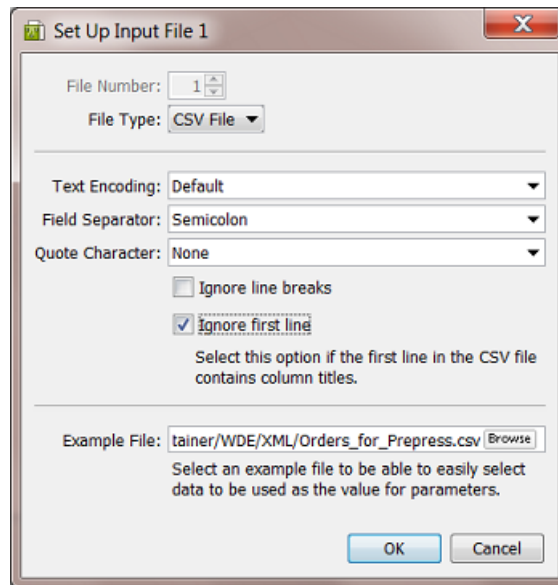 Set Up Input File 1
File Number: 1
File Type: CSV File
Text Encoding: Default
Field Separator: Semicolon
Quote Character: None
Ignore line breaks
Ignore first line
Select this option if the first line in the CSV file
contains column titles.
Example File: tainer/WDE/XML/Orders_for_Prepress.csv Browse
Select an example file to be able to easily select
data to be used as the value for parameters.
OK Cancel